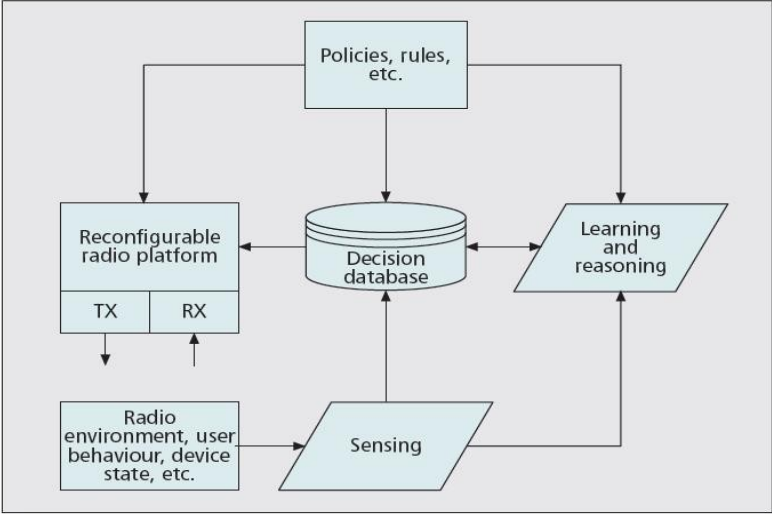 Policies, rules,
etc.
Reconfigurable
radio platform
TX
RX
Decision
database
Learning
and
reasoning
Radio
environment, user
behaviour, device
state, etc.
Sensing